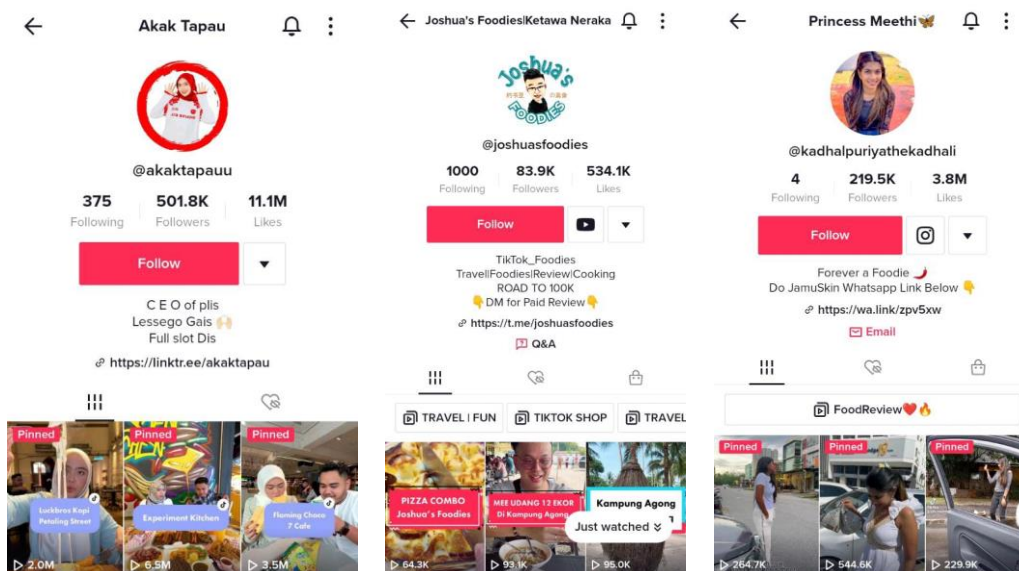 Akak Tapau
@akaktapauu
375 501.8K 11.1M
Following Followers Likes
Follow
C E O of plis
Lessego Gais 🙌🏻
Full slot Dis
https://linktr.ee/akaktapau
Pinned Pinned Pinned
Luckbros Kopi
Petaling Street
Experiment Kitchen
Flaming Choco
7 Cafe
2.0M 6.5M 3.5M
Joshua's Foodies|Ketawa Neraka
Joshua's
FOODIES
@joshuasfoodies
1000 83.9K 534.1K
Following Followers Likes
Follow
TikTok_Foodies
Travel|Foodies|Review|Cooking
ROAD TO 100K
👇DM for Paid Review👇
https://t.me/joshuasfoodies
Q&A
TRAVEL I FUN TIKTOK SHOP TRAVEL
PIZZA COMBO
Joshua's Foodies
MEE UDANG 12 EKOR
Di Kampung Agong
Kampung Agong
Just watched
64.3K 93.1K 95.0K
Princess Meethi🦋
@kadhalpuriyathekadhali
4 219.5K 3.8M
Following Followers Likes
Follow
Forever a Foodie 🌶️
Do JamuSkin Whatsapp Link Below 👇
https://wa.link/zpv5xw
Email
FoodReview❤️🔥
Pinned Pinned Pinned
264.7K 544.6K 229.9K